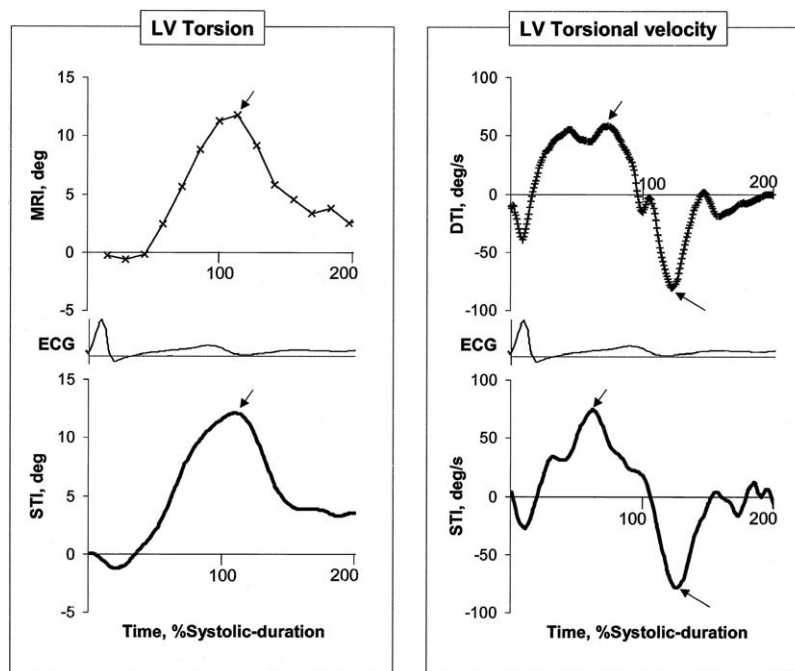 LV Torsion
15
10
5
0
-5
MRI, deg
100
200
ECG
15
10
5
0
-5
STI, deg
100
200
Time, %Systolic-duration
LV Torsional velocity
100
50
0
-50
-100
DTI, deg/s
100
200
ECG
100
50
0
-50
-100
STI, deg/s
100
200
Time, %Systolic-duration